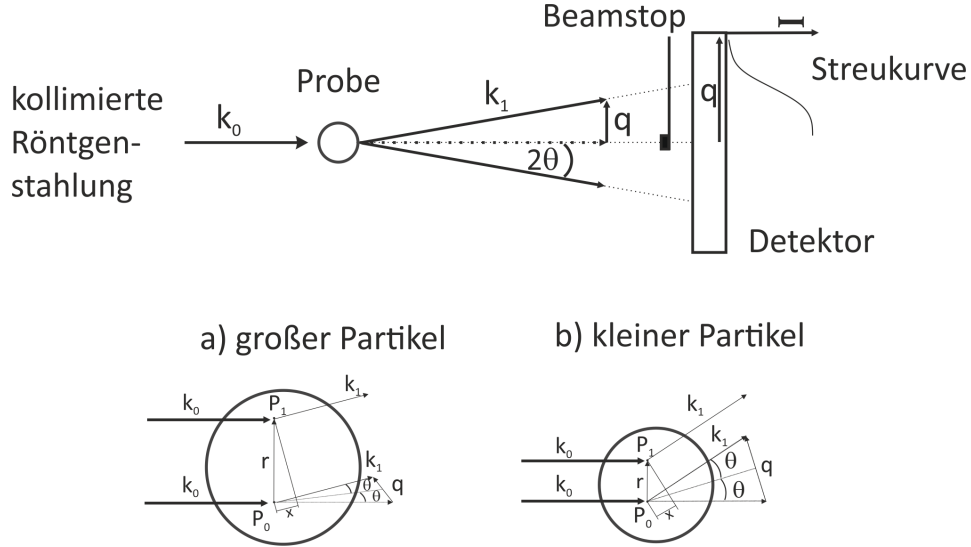 Beamstop
Probe
kollimierte
Röntgen-
stahlung
k₀
k₁
q
2θ
q
I
Streukurve
Detektor
a) großer Partikel
k₀
P₁
k₁
r
k₀
P₀
x
k₁
θ
θ
q
b) kleiner Partikel
k₁
k₀
P₁
k₁
r
k₀
P₀
x
θ
θ
q